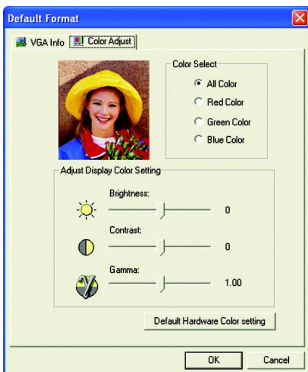 Default Format
VGA Info
Color Adjust
Color Select
All Color
Red Color
Green Color
Blue Color
Adjust Display Color Setting
Brightness:
0
Contrast:
0
Gamma:
1.00
Default Hardware Color setting
OK
Cancel